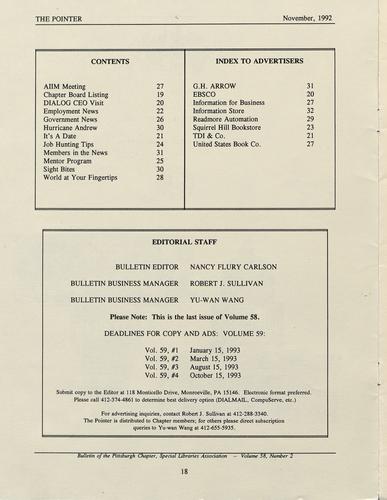 THE POINTER November, 1992
CONTENTS
AIIM Meeting 27
Chapter Board Listing 19
DIALOG CEO Visit 20
Employment News 22
Government News 26
Hurricane Andrew 30
It's A Date 21
Job Hunting Tips 24
Members in the News 31
Mentor Program 25
Sight Bites 30
World at Your Fingertips 28
INDEX TO ADVERTISERS
G.H. ARROW 31
EBSCO 20
Information for Business 27
Information Store 32
Readmore Automation 29
Squirrel Hill Bookstore 23
TDI & Co. 21
United States Book Co. 27
EDITORIAL STAFF
BULLETIN EDITOR NANCY FLURY CARLSON
BULLETIN BUSINESS MANAGER ROBERT J. SULLIVAN
BULLETIN BUSINESS MANAGER YU-WAN WANG
Please Note: This is the last issue of Volume 58.
DEADLINES FOR COPY AND ADS: VOLUME 59:
Vol. 59, #1 January 15, 1993
Vol. 59, #2 March 15, 1993
Vol. 59, #3 August 15, 1993
Vol. 59, #4 October 15, 1993
Submit copy to the Editor at 118 Monticello Drive, Monroeville, PA 15146. Electronic format preferred.
Please call 412-374-4861 to determine best delivery option (DIALMAIL, CompuServe, etc.)
For advertising inquiries, contact Robert J. Sullivan at 412-288-3340.
The Pointer is distributed to Chapter members; for others please direct subscription
queries to Yu-wan Wang at 412-655-5935.
Bulletin of the Pittsburgh Chapter, Special Libraries Association - Volume 58, Number 2
18